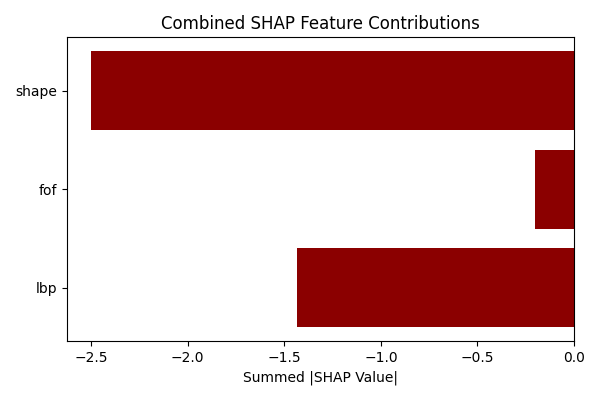 Combined SHAP Feature Contributions
shape
fof
lbp
−2.5 −2.0 −1.5 −1.0 −0.5 0.0
Summed |SHAP Value|